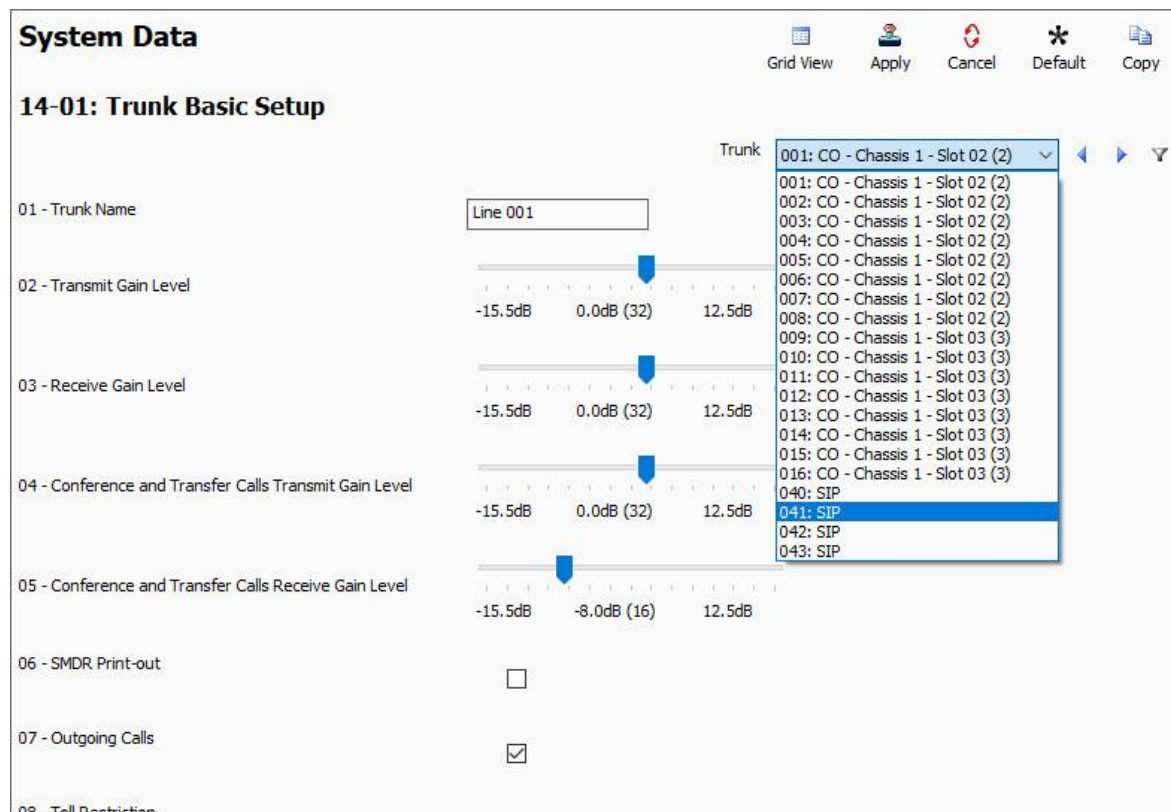 System Data
Grid View
Apply
Cancel
Default
Copy
14-01: Trunk Basic Setup
Trunk
001: CO - Chassis 1 - Slot 02 (2)
001: CO - Chassis 1 - Slot 02 (2)
002: CO - Chassis 1 - Slot 02 (2)
003: CO - Chassis 1 - Slot 02 (2)
004: CO - Chassis 1 - Slot 02 (2)
005: CO - Chassis 1 - Slot 02 (2)
006: CO - Chassis 1 - Slot 02 (2)
007: CO - Chassis 1 - Slot 02 (2)
008: CO - Chassis 1 - Slot 02 (2)
009: CO - Chassis 1 - Slot 03 (3)
010: CO - Chassis 1 - Slot 03 (3)
011: CO - Chassis 1 - Slot 03 (3)
012: CO - Chassis 1 - Slot 03 (3)
013: CO - Chassis 1 - Slot 03 (3)
014: CO - Chassis 1 - Slot 03 (3)
015: CO - Chassis 1 - Slot 03 (3)
016: CO - Chassis 1 - Slot 03 (3)
040: SIP
041: SIP
042: SIP
043: SIP
01 - Trunk Name
Line 001
02 - Transmit Gain Level
-15.5dB 0.0dB (32) 12.5dB
03 - Receive Gain Level
-15.5dB 0.0dB (32) 12.5dB
04 - Conference and Transfer Calls Transmit Gain Level
-15.5dB 0.0dB (32) 12.5dB
05 - Conference and Transfer Calls Receive Gain Level
-15.5dB -8.0dB (16) 12.5dB
06 - SMDR Print-out
07 - Outgoing Calls
08 - Toll Restriction